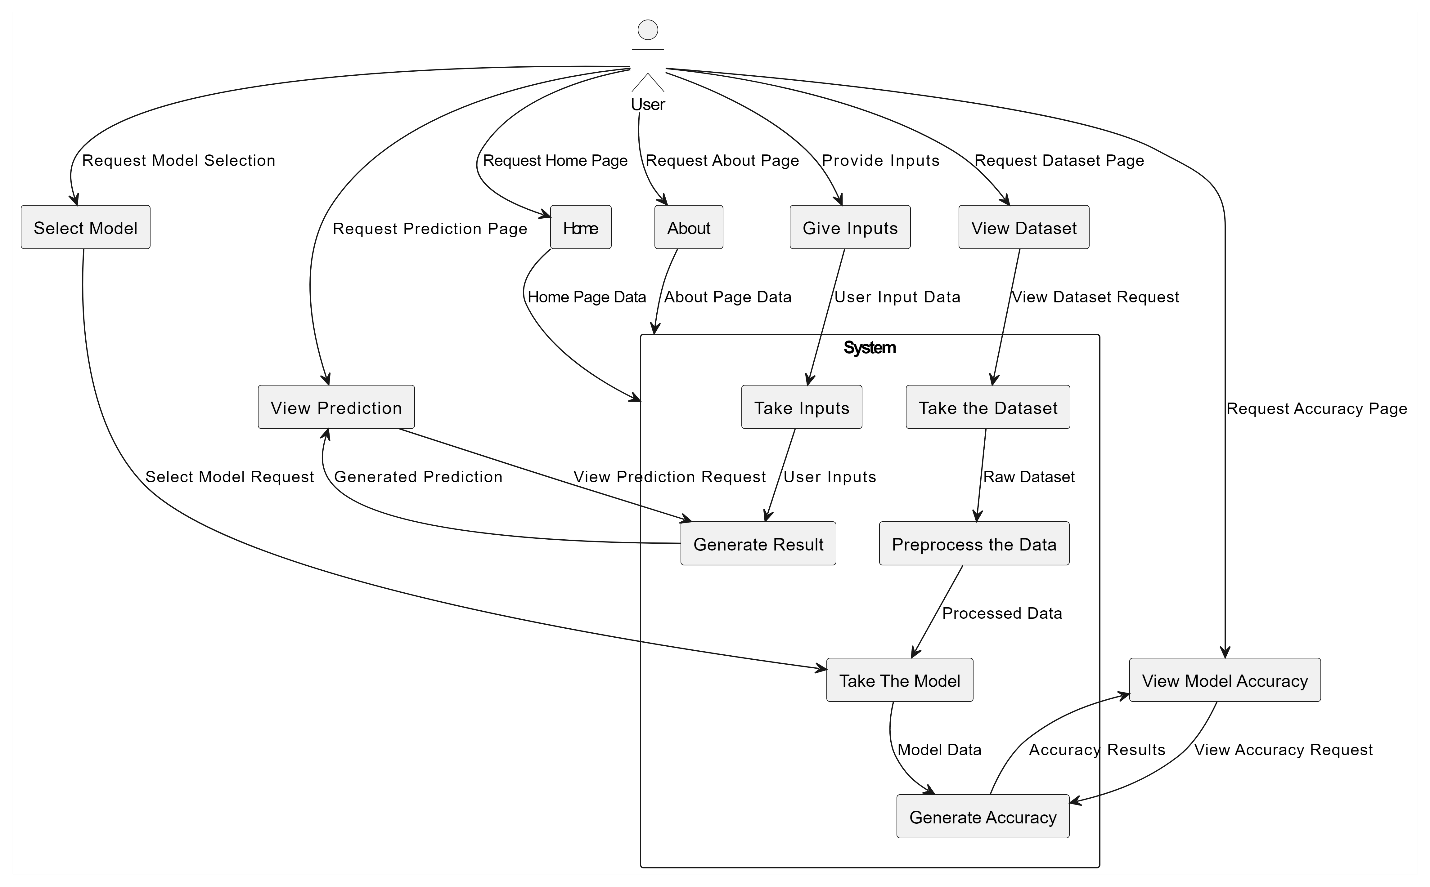 User
Request Model Selection
Request Home Page
Request About Page
Provide Inputs
Request Dataset Page
Select Model
Request Prediction Page
Home
About
Give Inputs
View Dataset
Home Page Data
About Page Data
User Input Data
View Dataset Request
System
View Prediction
Take Inputs
Take the Dataset
Request Accuracy Page
Select Model Request
Generated Prediction
View Prediction Request
User Inputs
Raw Dataset
Generate Result
Preprocess the Data
Processed Data
Take The Model
View Model Accuracy
Model Data
Accuracy Results
View Accuracy Request
Generate Accuracy